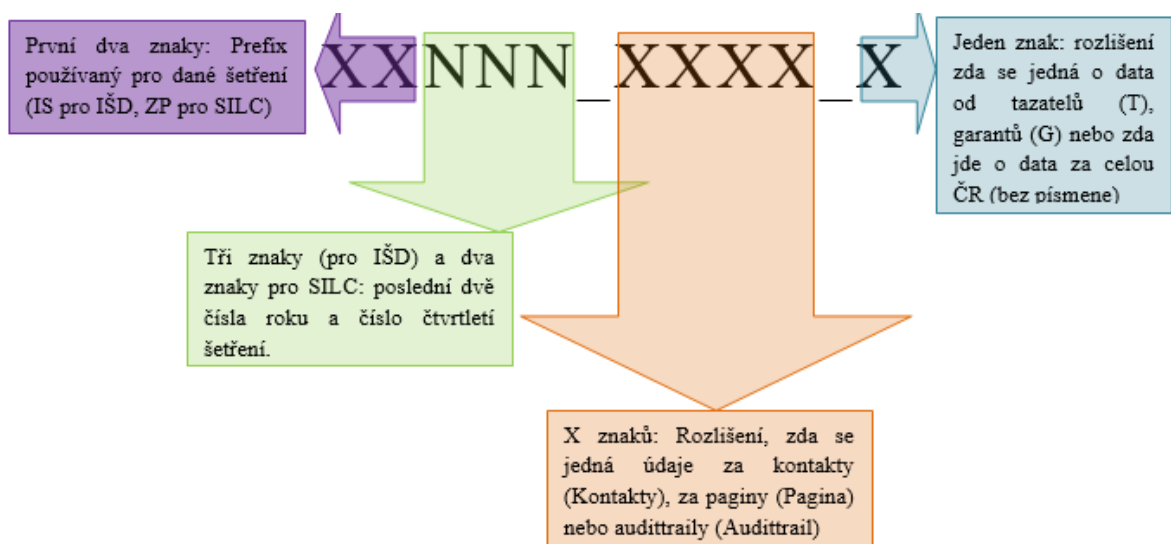 První dva znaky: Prefix
používaný pro dané šetření
(IS pro IŠD, ZP pro SILC)
XXNNN_XXXX_X
Jeden znak: rozlišení
zda se jedná o data
od tazatelů (T),
garantů (G) nebo zda
jde o data za celou
ČR (bez písmene)
Tři znaky (pro IŠD) a dva
znaky pro SILC: poslední dvě
čísla roku a číslo čtvrtletí
šetření.
X znaků: Rozlišení, zda se
jedná údaje za kontakty
(Kontakty), za paginy (Pagina)
nebo audittraily (Audittrail)